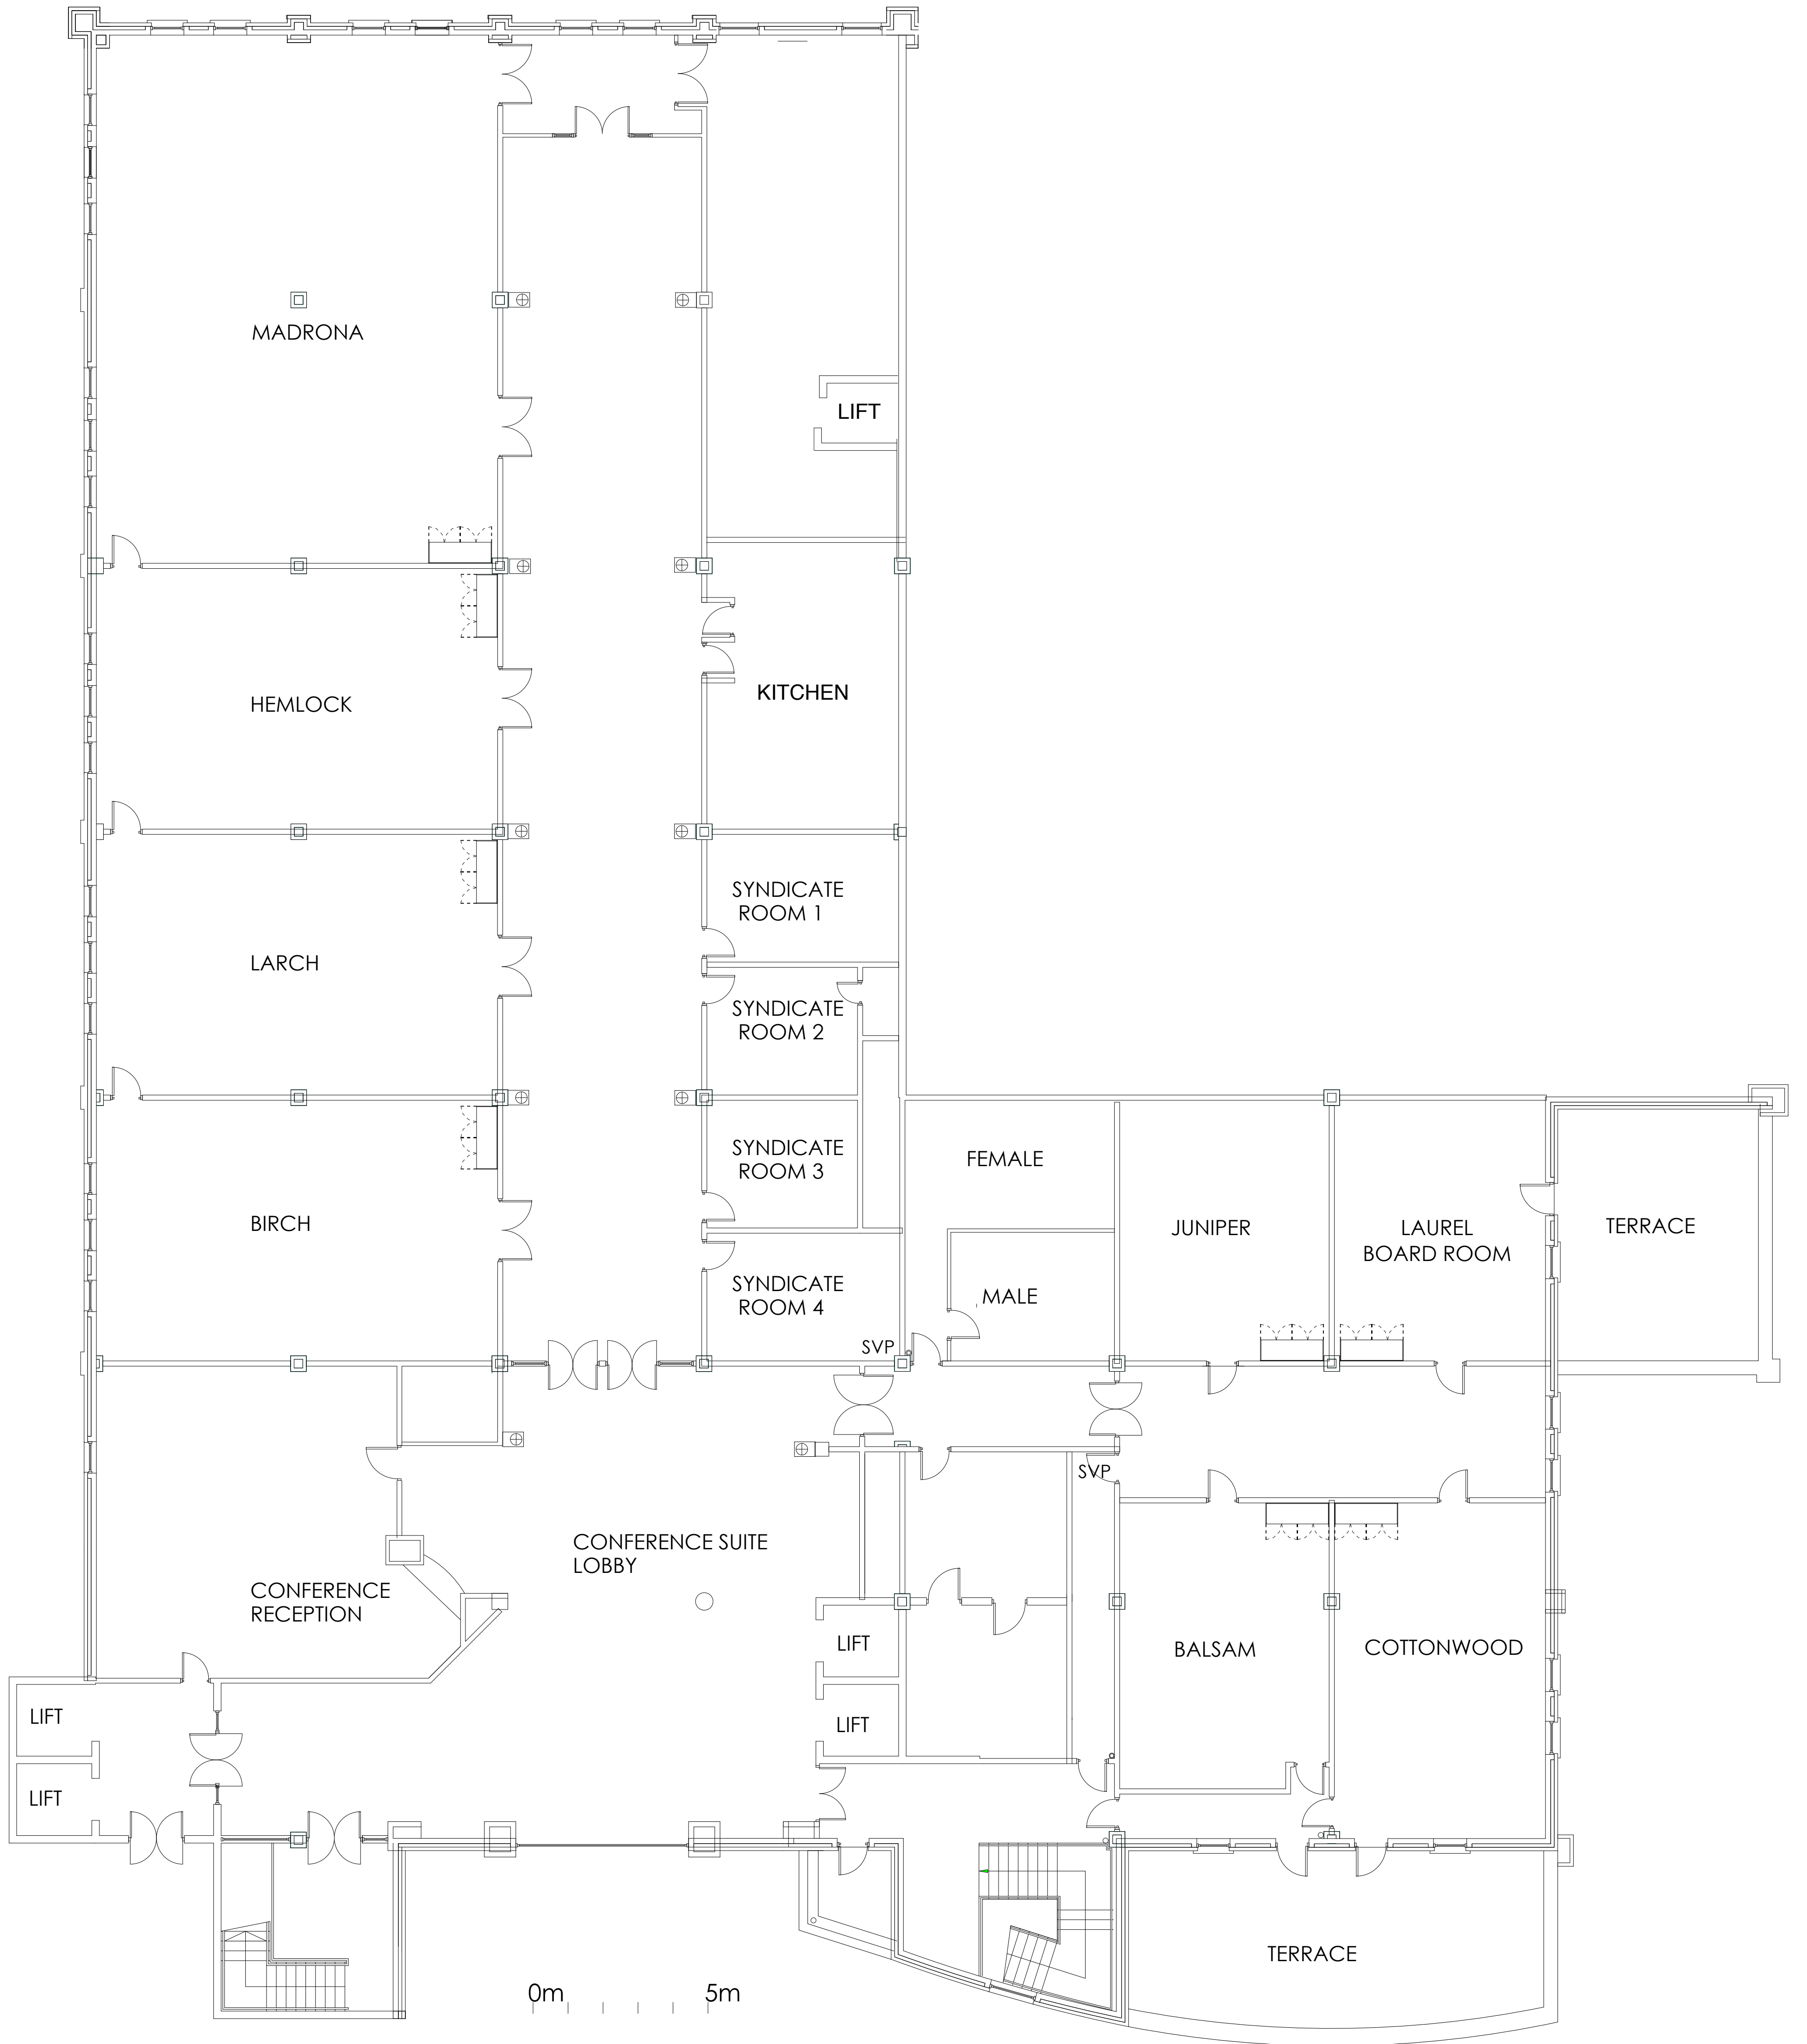 MADRONA
LIFT
HEMLOCK
KITCHEN
SYNDICATE
ROOM 1
LARCH
SYNDICATE
ROOM 2
SYNDICATE
ROOM 3
FEMALE
BIRCH
JUNIPER
LAUREL
BOARD ROOM
TERRACE
SYNDICATE
ROOM 4
MALE
SVP
SVP
CONFERENCE SUITE
LOBBY
CONFERENCE
RECEPTION
LIFT
BALSAM
COTTONWOOD
LIFT
LIFT
LIFT
TERRACE
0m 5m